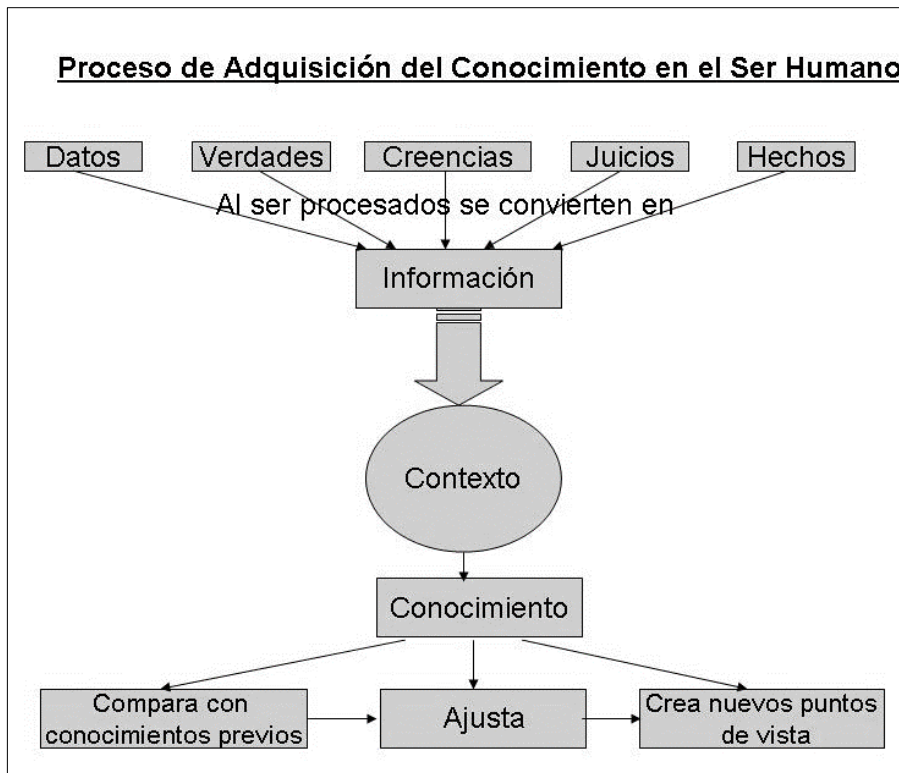 Proceso de Adquisición del Conocimiento en el Ser Humano
Datos
Verdades
Creencias
Juicios
Hechos
Al ser procesados se convierten en
Información
Contexto
Conocimiento
Compara con
conocimientos previos
Ajusta
Crea nuevos puntos
de vista